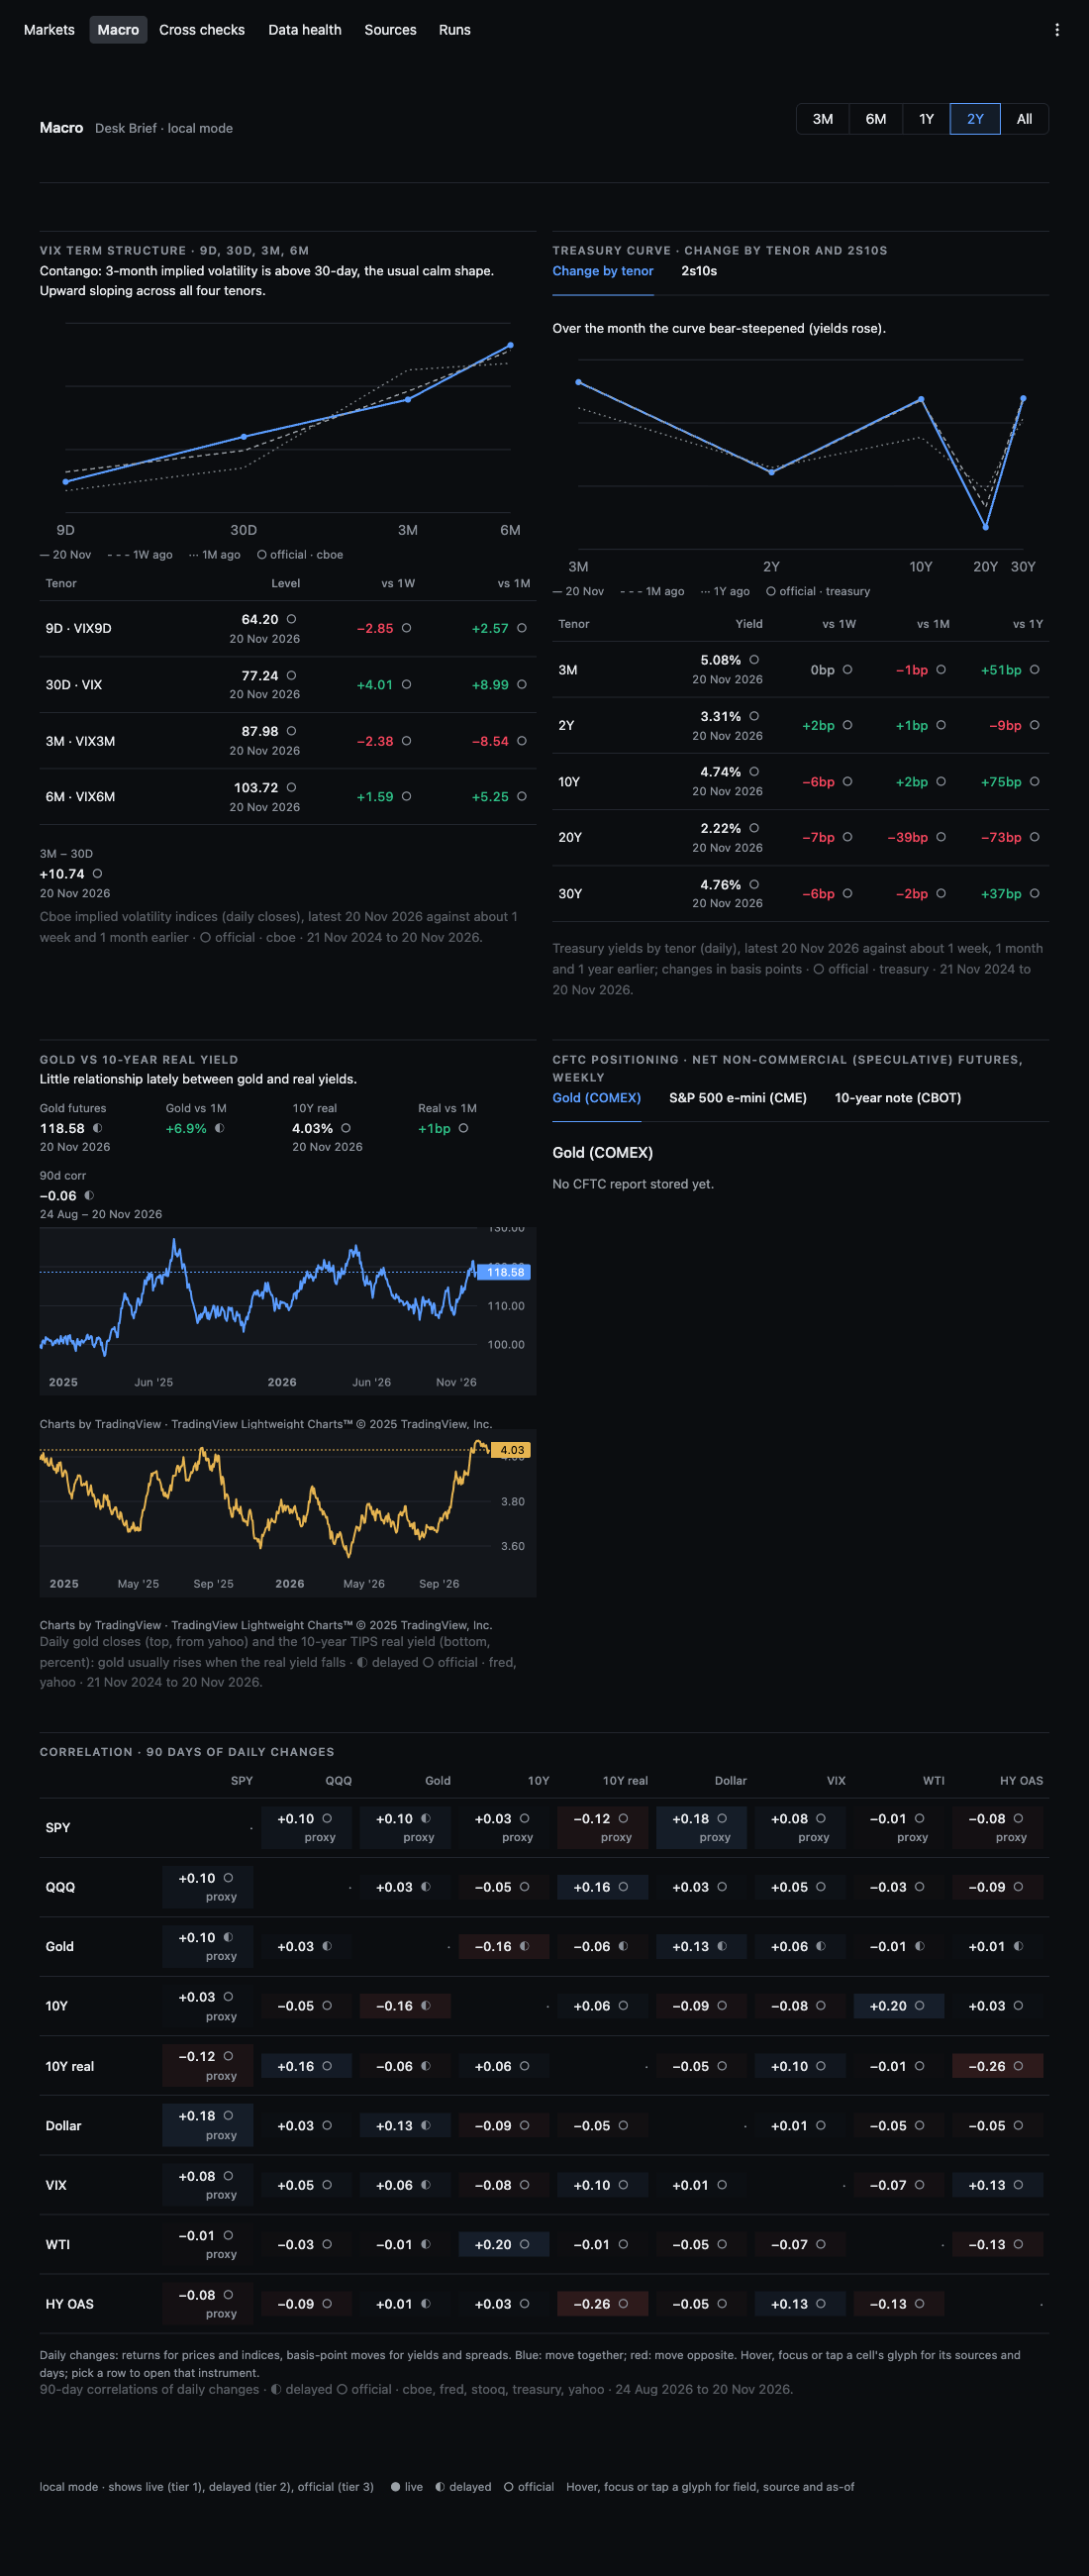 Markets Macro Cross checks Data health Sources Runs
Macro Desk Brief · local mode
3M 6M 1Y 2Y All
VIX TERM STRUCTURE · 9D, 30D, 3M, 6M
Contango: 3-month implied volatility is above 30-day, the usual calm shape.
Upward sloping across all four tenors.
9D 30D 3M 6M
— 20 Nov - - - 1W ago ··· 1M ago ○ official · cboe
Tenor Level vs 1W vs 1M
9D · VIX9D 64.20 ○ −2.85 ○ +2.57 ○
20 Nov 2026
30D · VIX 77.24 ○ +4.01 ○ +8.99 ○
20 Nov 2026
3M · VIX3M 87.98 ○ −2.38 ○ −8.54 ○
20 Nov 2026
6M · VIX6M 103.72 ○ +1.59 ○ +5.25 ○
20 Nov 2026
3M – 30D
+10.74 ○
20 Nov 2026
Cboe implied volatility indices (daily closes), latest 20 Nov 2026 against about 1
week and 1 month earlier · ○ official · cboe · 21 Nov 2024 to 20 Nov 2026.
TREASURY CURVE · CHANGE BY TENOR AND 2S10S
Change by tenor 2s10s
Over the month the curve bear-steepened (yields rose).
3M 2Y 10Y 20Y 30Y
— 20 Nov - - - 1M ago ··· 1Y ago ○ official · treasury
Tenor Yield vs 1W vs 1M vs 1Y
3M 5.08% ○ 0bp ○ −1bp ○ +51bp ○
20 Nov 2026
2Y 3.31% ○ +2bp ○ +1bp ○ −9bp ○
20 Nov 2026
10Y 4.74% ○ −6bp ○ +2bp ○ +75bp ○
20 Nov 2026
20Y 2.22% ○ −7bp ○ −39bp ○ −73bp ○
20 Nov 2026
30Y 4.76% ○ −6bp ○ −2bp ○ +37bp ○
20 Nov 2026
Treasury yields by tenor (daily), latest 20 Nov 2026 against about 1 week, 1 month
and 1 year earlier; changes in basis points · ○ official · treasury · 21 Nov 2024 to
20 Nov 2026.
GOLD VS 10-YEAR REAL YIELD
Little relationship lately between gold and real yields.
Gold futures Gold vs 1M 10Y real Real vs 1M
118.58 ◐ +6.9% ◐ 4.03% ○ +1bp ○
20 Nov 2026 20 Nov 2026
90d corr
−0.06 ◐
24 Aug – 20 Nov 2026
130.00
118.58
110.00
100.00
2025 Jun '25 2026 Jun '26 Nov '26
Charts by TradingView · TradingView Lightweight Charts™ © 2025 TradingView, Inc.
4.03
3.80
3.60
2025 May '25 Sep '25 2026 May '26 Sep '26
Charts by TradingView · TradingView Lightweight Charts™ © 2025 TradingView, Inc.
Daily gold closes (top, from yahoo) and the 10-year TIPS real yield (bottom,
percent): gold usually rises when the real yield falls · ◐ delayed ○ official · fred,
yahoo · 21 Nov 2024 to 20 Nov 2026.
CFTC POSITIONING · NET NON-COMMERCIAL (SPECULATIVE) FUTURES,
WEEKLY
Gold (COMEX) S&P 500 e-mini (CME) 10-year note (CBOT)
Gold (COMEX)
No CFTC report stored yet.
CORRELATION · 90 DAYS OF DAILY CHANGES
SPY QQQ Gold 10Y 10Y real Dollar VIX WTI HY OAS
SPY · +0.10 ○ +0.10 ◐ +0.03 ○ −0.12 ○ +0.18 ○ +0.08 ○ −0.01 ○ −0.08 ○
proxy proxy proxy proxy proxy proxy proxy proxy
QQQ +0.10 ○ · +0.03 ◐ −0.05 ○ +0.16 ○ +0.03 ○ +0.05 ○ −0.03 ○ −0.09 ○
proxy
Gold +0.10 ◐ +0.03 ◐ · −0.16 ◐ −0.06 ◐ +0.13 ◐ +0.06 ◐ −0.01 ◐ +0.01 ◐
proxy
10Y +0.03 ○ −0.05 ○ −0.16 ◐ · +0.06 ○ −0.09 ○ −0.08 ○ +0.20 ○ +0.03 ○
proxy
10Y real −0.12 ○ +0.16 ○ −0.06 ◐ +0.06 ○ · −0.05 ○ +0.10 ○ −0.01 ○ −0.26 ○
proxy
Dollar +0.18 ○ +0.03 ○ +0.13 ◐ −0.09 ○ −0.05 ○ · +0.01 ○ −0.05 ○ −0.05 ○
proxy
VIX +0.08 ○ +0.05 ○ +0.06 ◐ −0.08 ○ +0.10 ○ +0.01 ○ · −0.07 ○ +0.13 ○
proxy
WTI −0.01 ○ −0.03 ○ −0.01 ◐ +0.20 ○ −0.01 ○ −0.05 ○ −0.07 ○ · −0.13 ○
proxy
HY OAS −0.08 ○ −0.09 ○ +0.01 ◐ +0.03 ○ −0.26 ○ −0.05 ○ +0.13 ○ −0.13 ○ ·
proxy
Daily changes: returns for prices and indices, basis-point moves for yields and spreads. Blue: move together; red: move opposite. Hover, focus or tap a cell's glyph for its sources and
days; pick a row to open that instrument.
90-day correlations of daily changes · ◐ delayed ○ official · cboe, fred, stooq, treasury, yahoo · 24 Aug 2026 to 20 Nov 2026.
local mode · shows live (tier 1), delayed (tier 2), official (tier 3) ● live ◐ delayed ○ official Hover, focus or tap a glyph for field, source and as-of